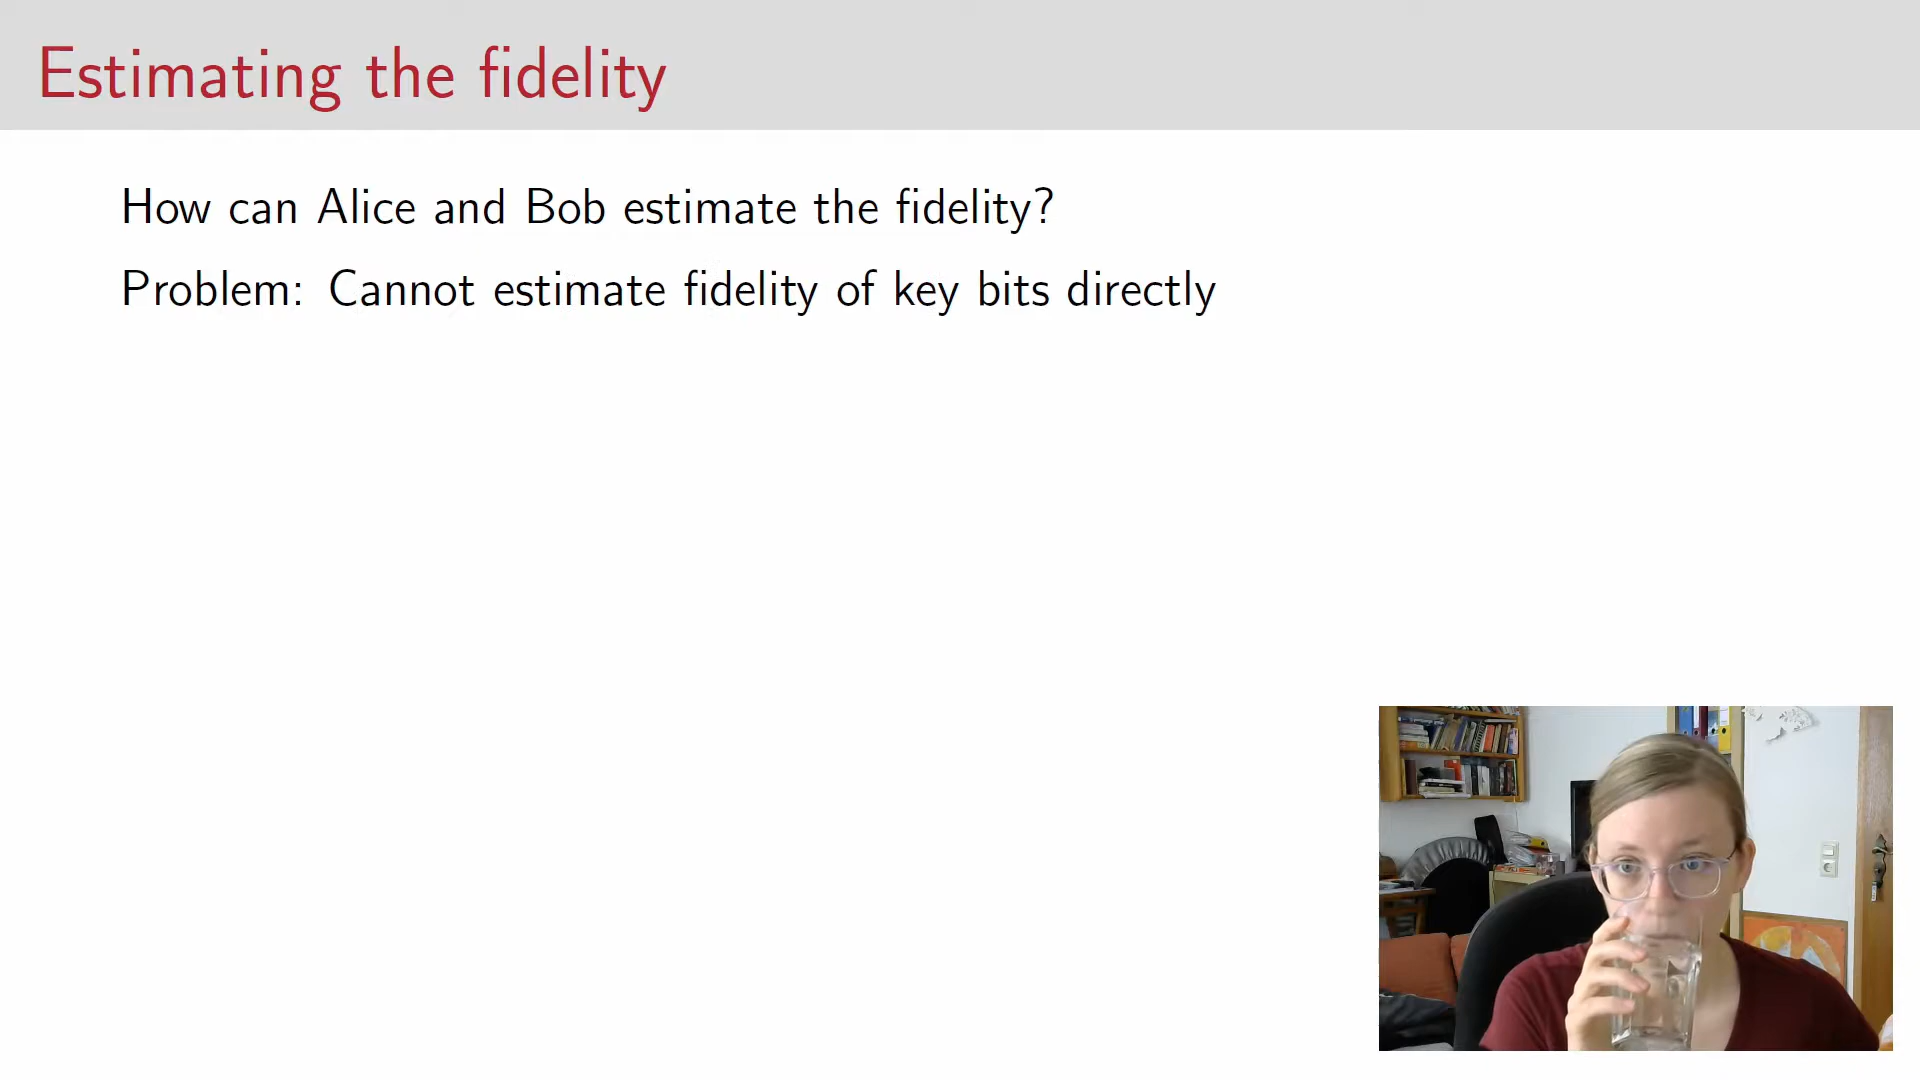 Estimating the fidelity
How can Alice and Bob estimate the fidelity?
Problem: Cannot estimate fidelity of key bits directly